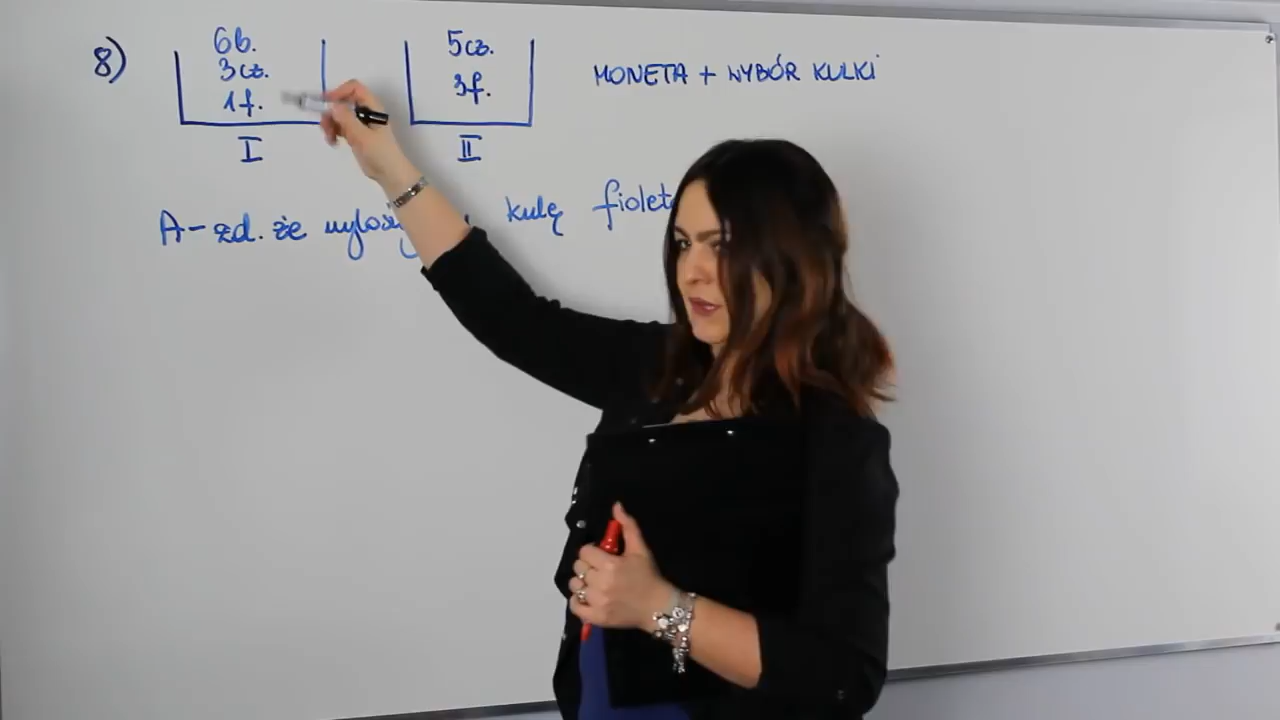 8)
6b.
3cz.
1f.
I
5cz.
3f.
II
MONETA + WYBÓR KULKI
A-zd. że kulę